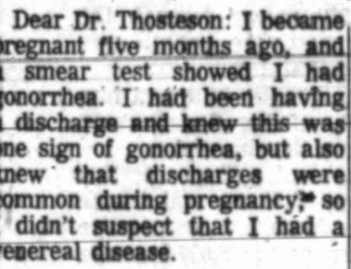 Dear Dr. Thosteson: I became
pregnant five months ago, and
a smear test showed I had
gonorrhea. I had been having
a discharge and knew this was
one sign of gonorrhea, but also
knew that discharges were
common during pregnancy, so
I didn't suspect that I had a
venereal disease.